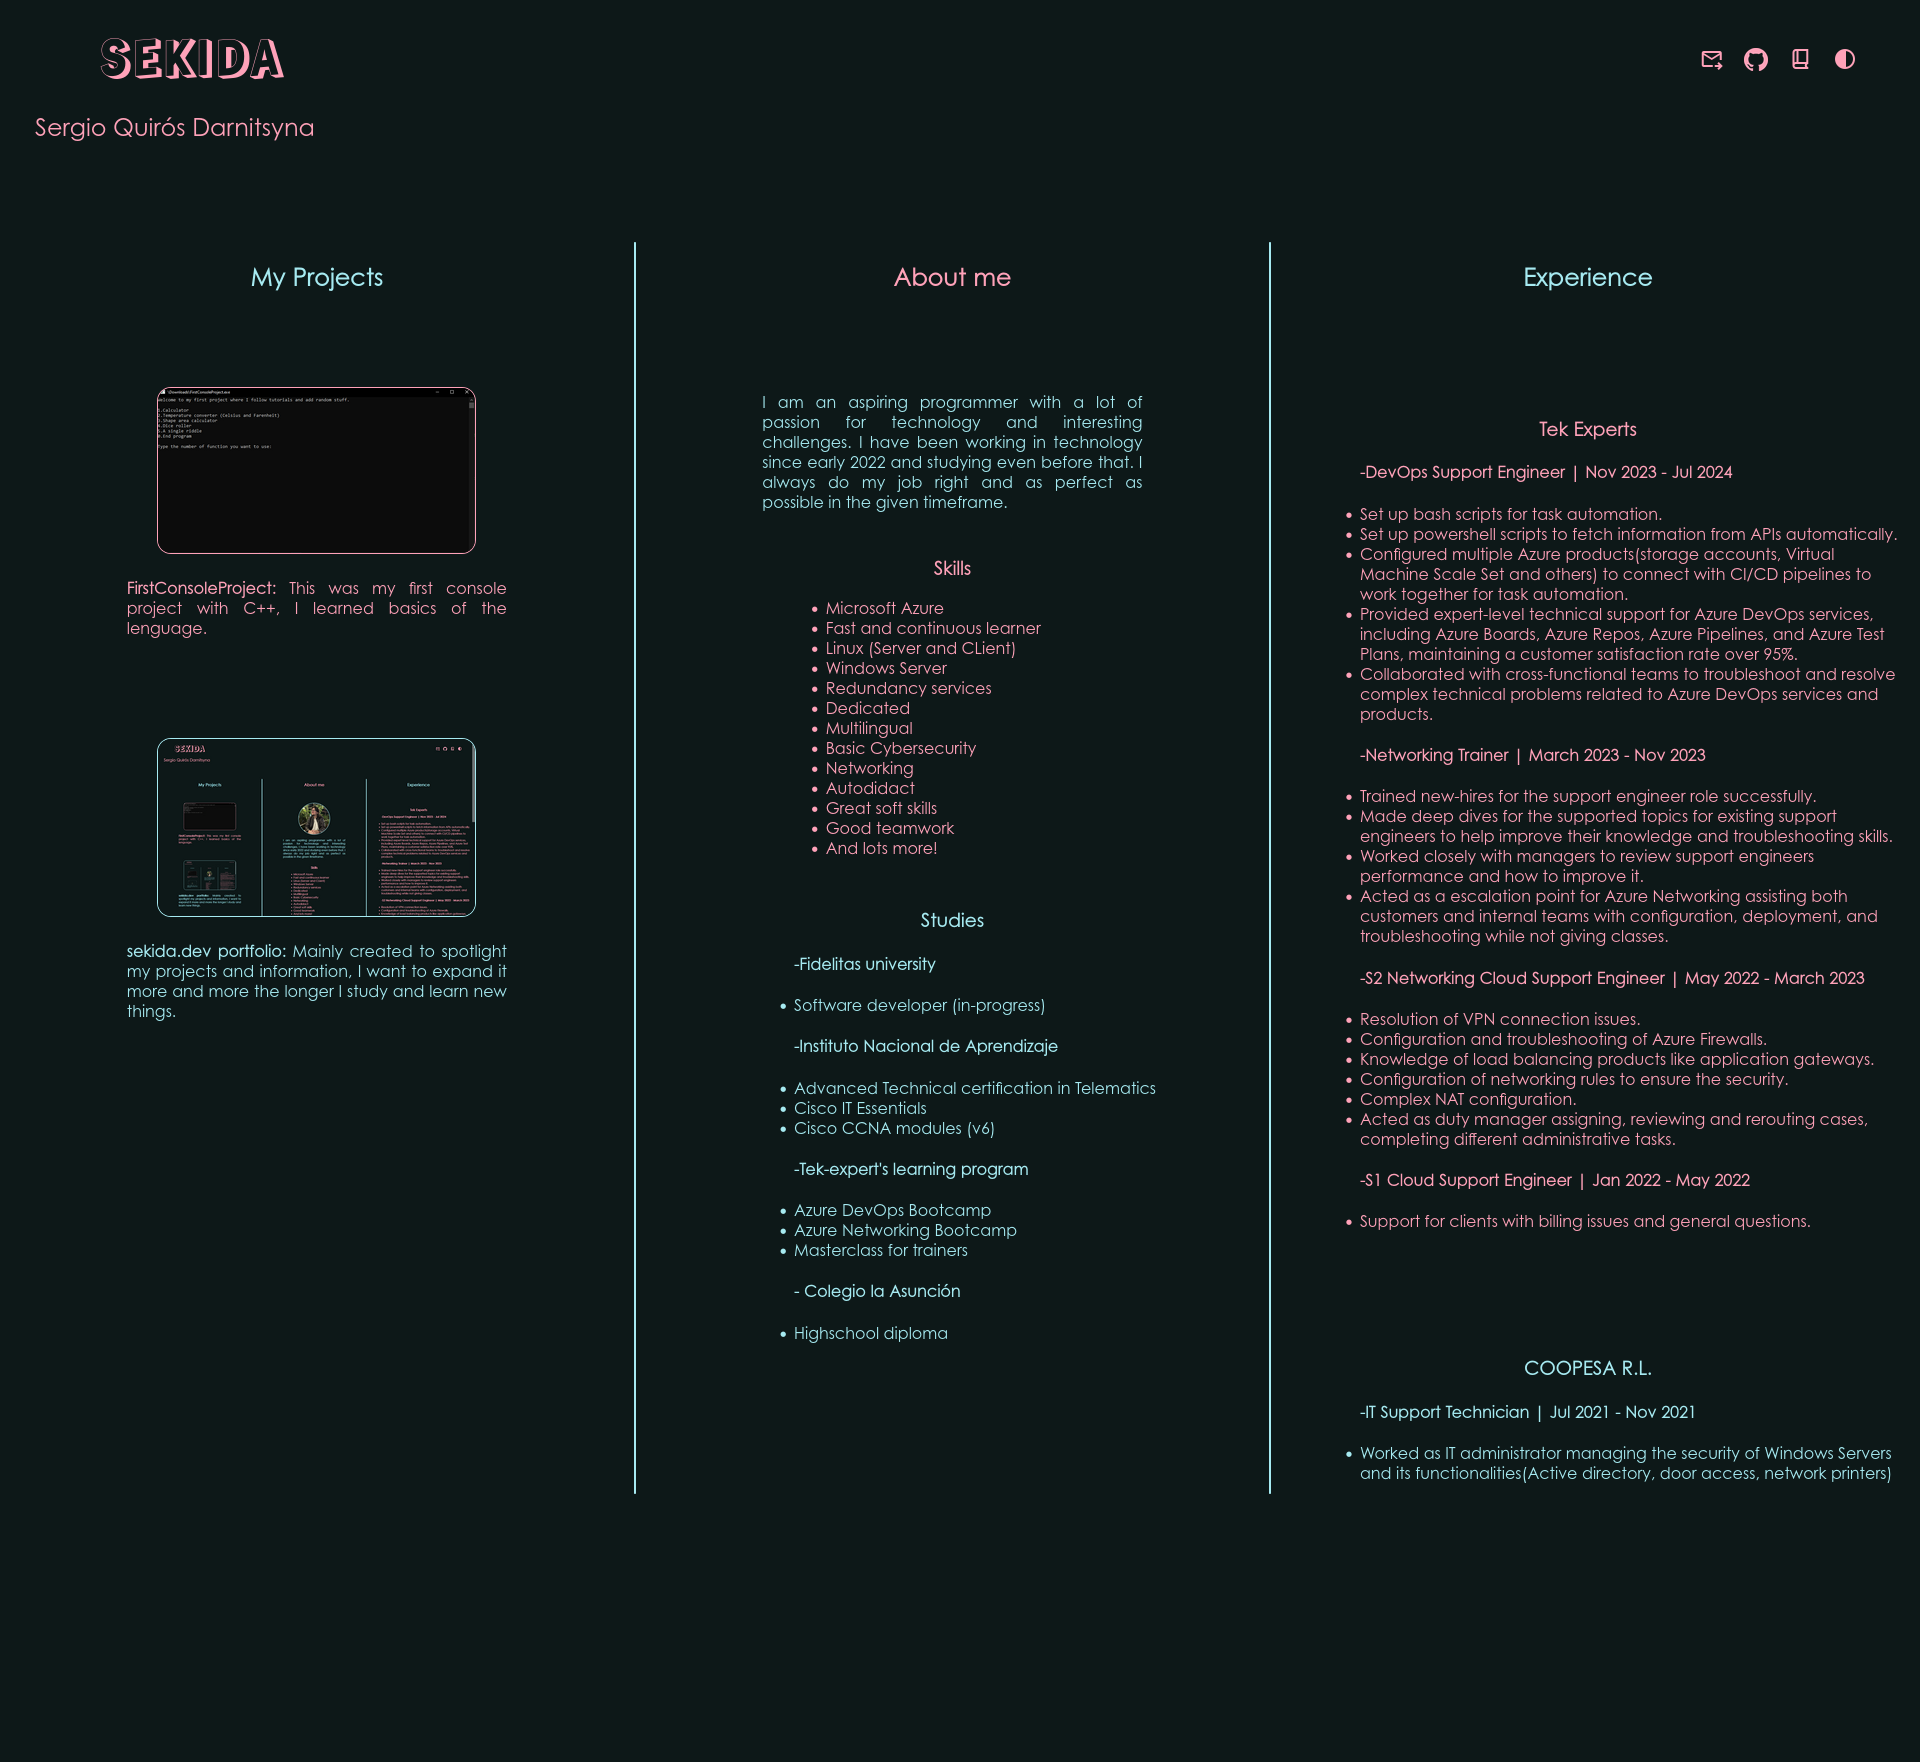 SEKIDA
Sergio Quirós Darnitsyna
My Projects
Welcome to my first project where I follow tutorials and add random stuff.
1.Calculator
2.Temperature converter (Celsius and Farenheit)
3.Shape area calculator
4.Dice roller
5.A single riddle
0.End program
Type the number of function you want to use:
FirstConsoleProject: This was my first console
project with C++, I learned basics of the
lenguage.
SEKIDA
Sergio Quirós Darnitsyna
My Projects
About me
Experience
sekida.dev portfolio: Mainly created to spotlight
my projects and information, I want to expand it
more and more the longer I study and learn new
things.
About me
I am an aspiring programmer with a lot of
passion for technology and interesting
challenges. I have been working in technology
since early 2022 and studying even before that. I
always do my job right and as perfect as
possible in the given timeframe.
Skills
Microsoft Azure
Fast and continuous learner
Linux (Server and CLient)
Windows Server
Redundancy services
Dedicated
Multilingual
Basic Cybersecurity
Networking
Autodidact
Great soft skills
Good teamwork
And lots more!
Studies
-Fidelitas university
Software developer (in-progress)
-Instituto Nacional de Aprendizaje
Advanced Technical certification in Telematics
Cisco IT Essentials
Cisco CCNA modules (v6)
-Tek-expert's learning program
Azure DevOps Bootcamp
Azure Networking Bootcamp
Masterclass for trainers
- Colegio la Asunción
Highschool diploma
Experience
Tek Experts
-DevOps Support Engineer | Nov 2023 - Jul 2024
Set up bash scripts for task automation.
Set up powershell scripts to fetch information from APIs automatically.
Configured multiple Azure products(storage accounts, Virtual
Machine Scale Set and others) to connect with CI/CD pipelines to
work together for task automation.
Provided expert-level technical support for Azure DevOps services,
including Azure Boards, Azure Repos, Azure Pipelines, and Azure Test
Plans, maintaining a customer satisfaction rate over 95%.
Collaborated with cross-functional teams to troubleshoot and resolve
complex technical problems related to Azure DevOps services and
products.
-Networking Trainer | March 2023 - Nov 2023
Trained new-hires for the support engineer role successfully.
Made deep dives for the supported topics for existing support
engineers to help improve their knowledge and troubleshooting skills.
Worked closely with managers to review support engineers
performance and how to improve it.
Acted as a escalation point for Azure Networking assisting both
customers and internal teams with configuration, deployment, and
troubleshooting while not giving classes.
-S2 Networking Cloud Support Engineer | May 2022 - March 2023
Resolution of VPN connection issues.
Configuration and troubleshooting of Azure Firewalls.
Knowledge of load balancing products like application gateways.
Configuration of networking rules to ensure the security.
Complex NAT configuration.
Acted as duty manager assigning, reviewing and rerouting cases,
completing different administrative tasks.
-S1 Cloud Support Engineer | Jan 2022 - May 2022
Support for clients with billing issues and general questions.
COOPESA R.L.
-IT Support Technician | Jul 2021 - Nov 2021
Worked as IT administrator managing the security of Windows Servers
and its functionalities(Active directory, door access, network printers)